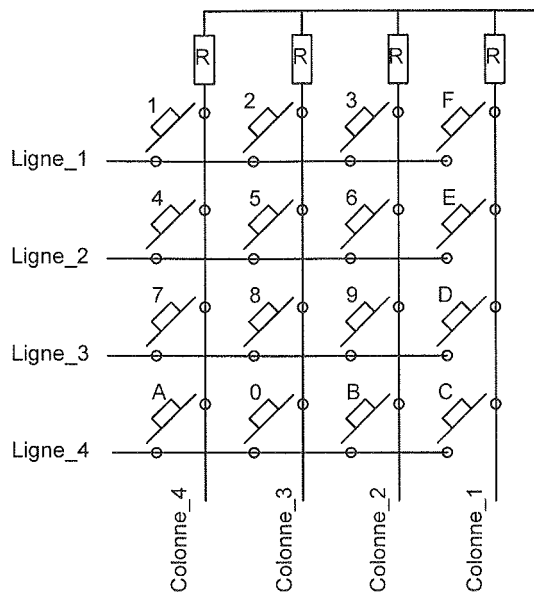 R R R R
1 2 3 F
Ligne_1
4 5 6 E
Ligne_2
7 8 9 D
Ligne_3
A 0 B C
Ligne_4
Colonne_4
Colonne_3
Colonne_2
Colonne_1